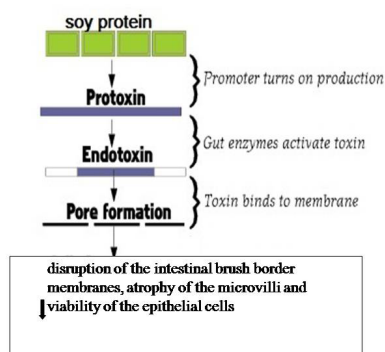 soy protein
Promoter turns on production
Protoxin
Gut enzymes activate toxin
Endotoxin
Toxin binds to membrane
Pore formation
disruption of the intestinal brush border
membranes, atrophy of the microvilli and
viability of the epithelial cells